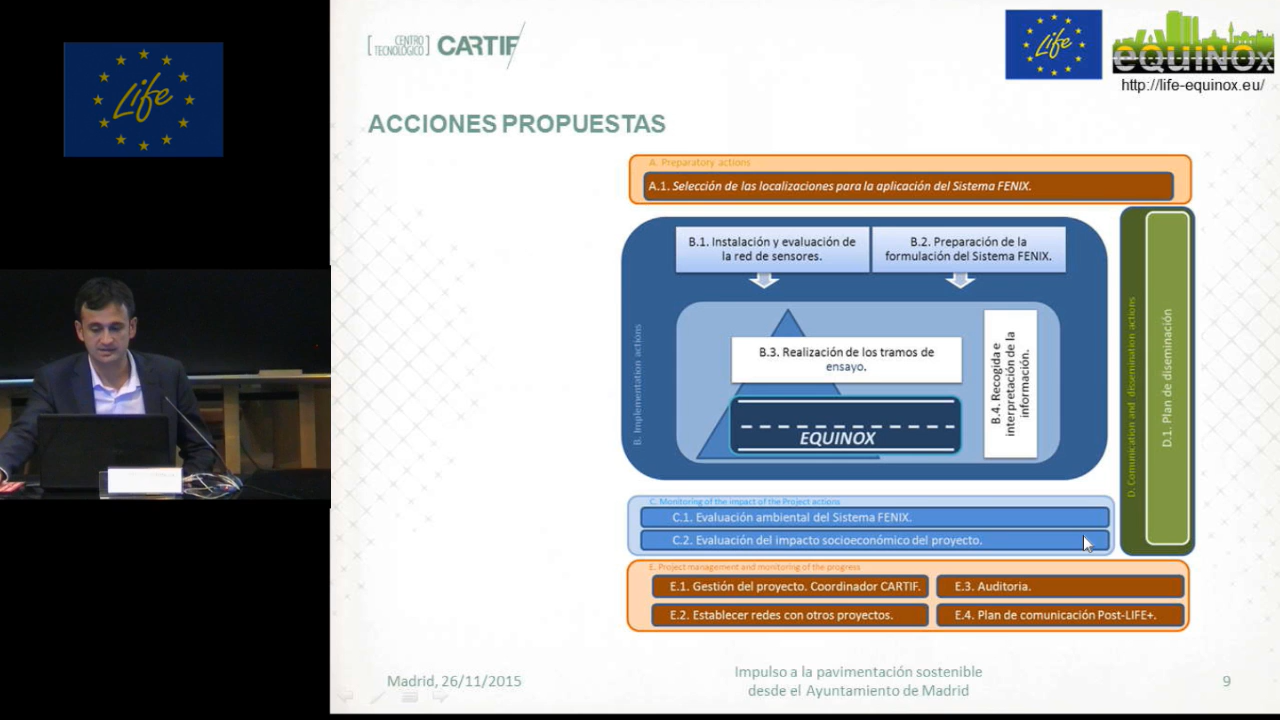 Life
[CENTRO TECNOLÓGICO] CARTIF
Life
eQUINOx
http://life-equinox.eu/
ACCIONES PROPUESTAS
A. Preparatory actions
A.1. Selección de las localizaciones para la aplicación del Sistema FENIX.
B.1. Instalación y evaluación de
la red de sensores.
B.2. Preparación de la
formulación del Sistema FENIX.
B. Implementation actions
B.3. Realización de los tramos de
ensayo.
EQUINOX
B.4. Recogida e
interpretación de la
información.
D. Comunication and dissemination actions
D.1. Plan de diseminación
C. Monitoring of the impact of the Project actions
C.1. Evaluación ambiental del Sistema FENIX.
C.2. Evaluación del impacto socioeconómico del proyecto.
E. Project management and monitoring of the progress
E.1. Gestión del proyecto. Coordinador CARTIF.
E.3. Auditoria.
E.2. Establecer redes con otros proyectos.
E.4. Plan de comunicación Post-LIFE+.
Madrid, 26/11/2015
Impulso a la pavimentación sostenible
desde el Ayuntamiento de Madrid
9